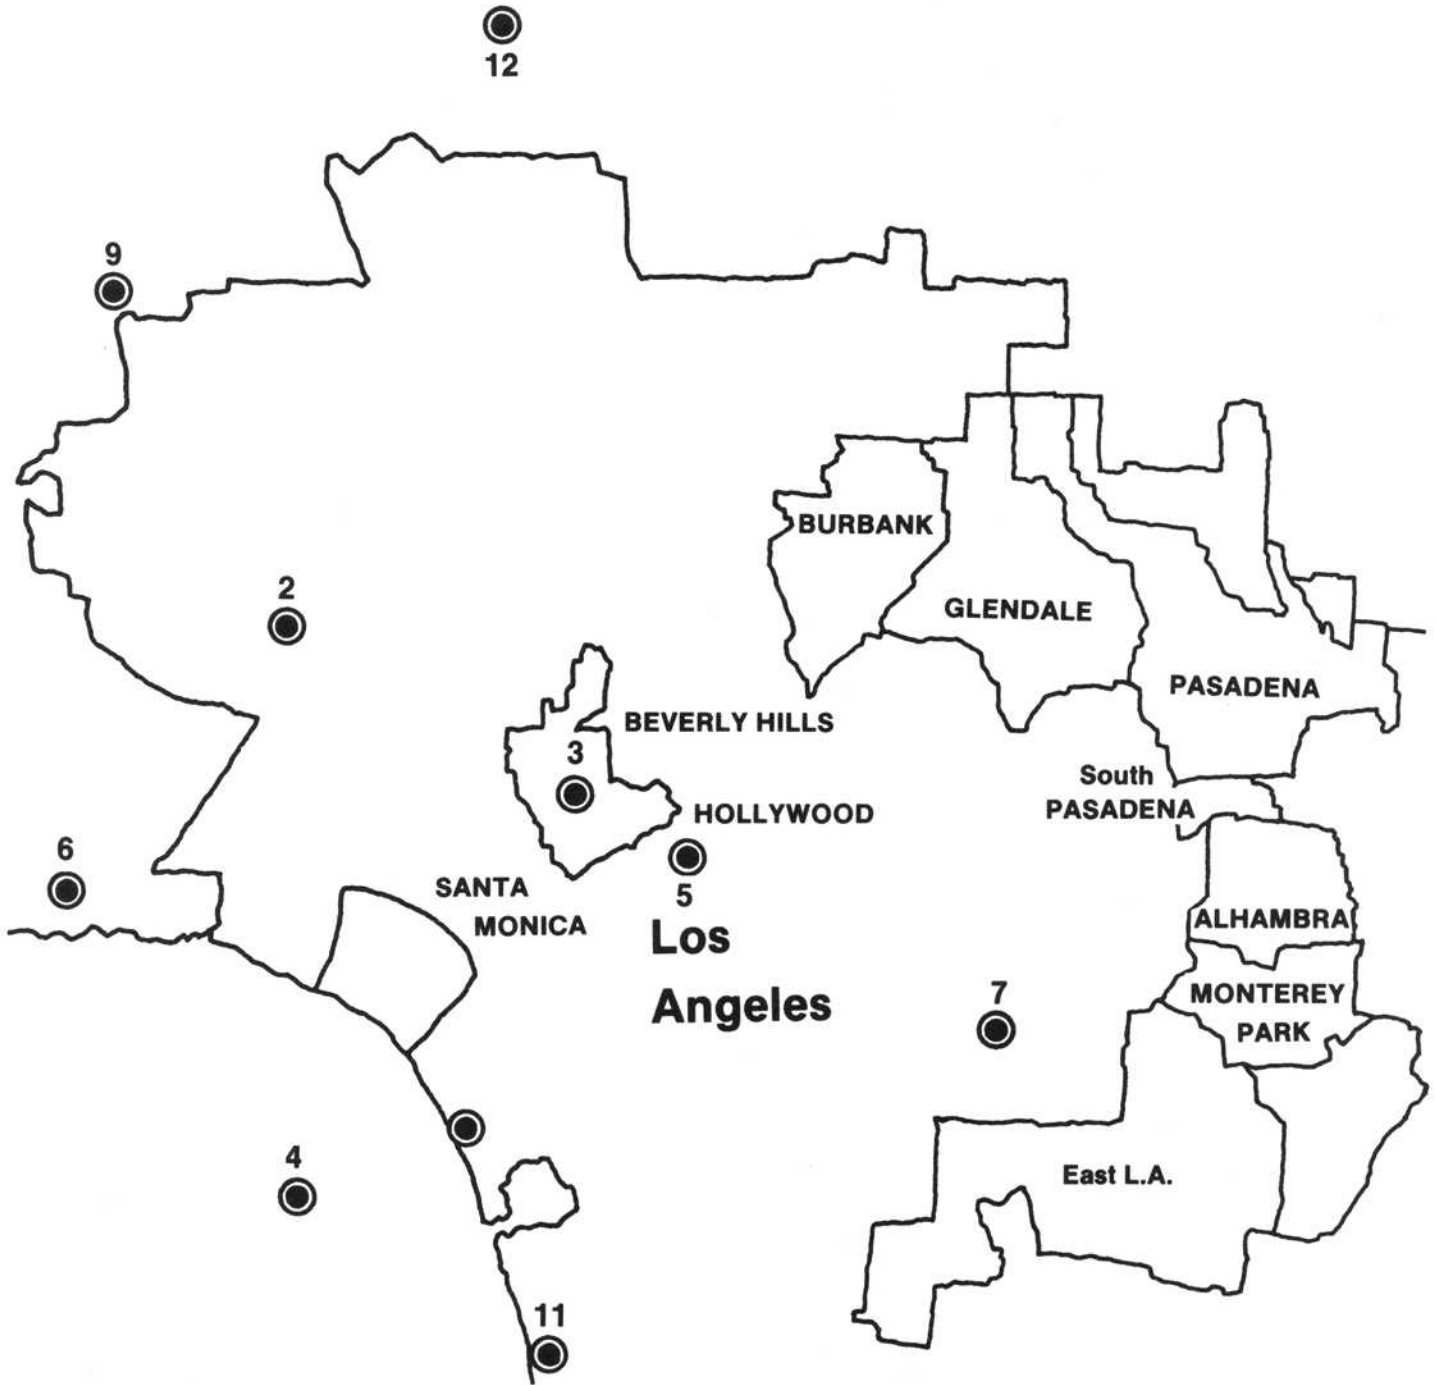 12
9
BURBANK
2
GLENDALE
PASADENA
BEVERLY HILLS
3
South
PASADENA
HOLLYWOOD
6
SANTA
MONICA
5
ALHAMBRA
Los
Angeles
7
MONTEREY
PARK
4
East L.A.
11